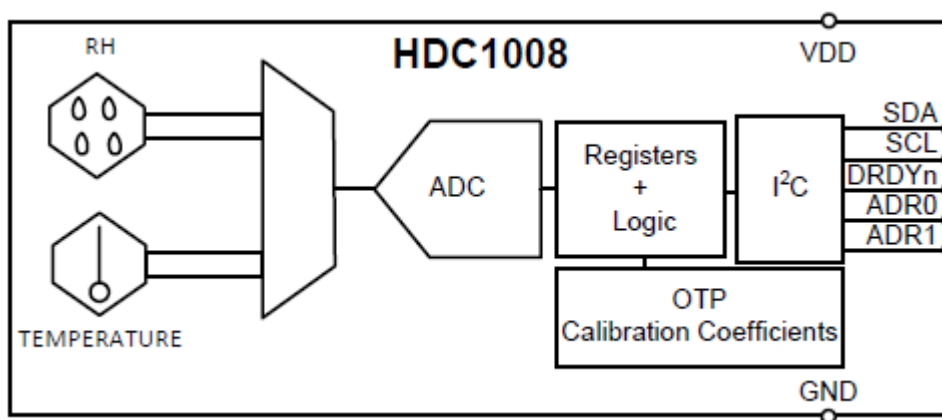 RH
HDC1008
VDD
SDA
SCL
DRDYn
ADR0
ADR1
ADC
Registers
+
Logic
I²C
OTP
Calibration Coefficients
TEMPERATURE
GND